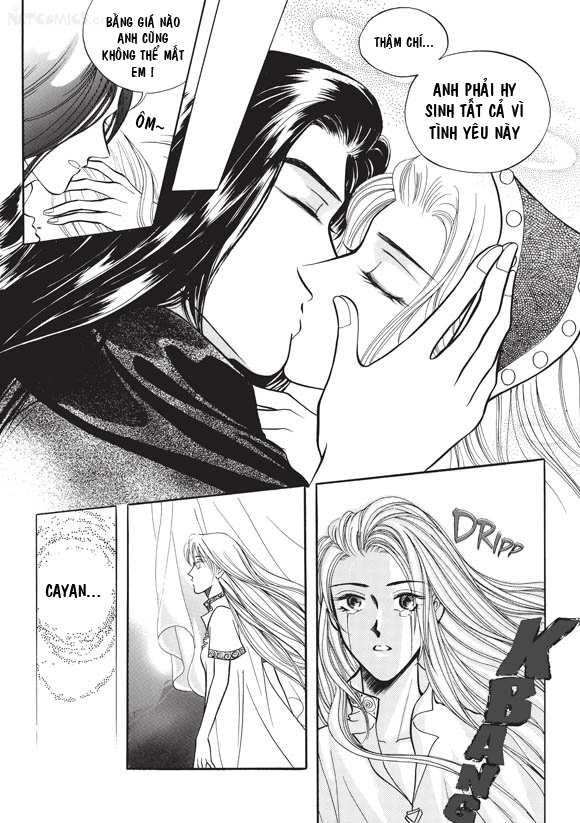 NETCOMICS
BẰNG GIÁ NÀO
ANH CŨNG
KHÔNG THỂ MẤT
EM !
ÔM~
THẬM CHÍ...
ANH PHẢI HY
SINH TẤT CẢ VÌ
TÌNH YÊU NÀY
CAYAN...
DRIPP
KBANG